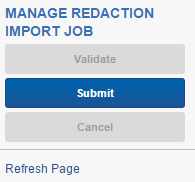 MANAGE REDACTION
IMPORT JOB
Validate
Submit
Cancel
Refresh Page